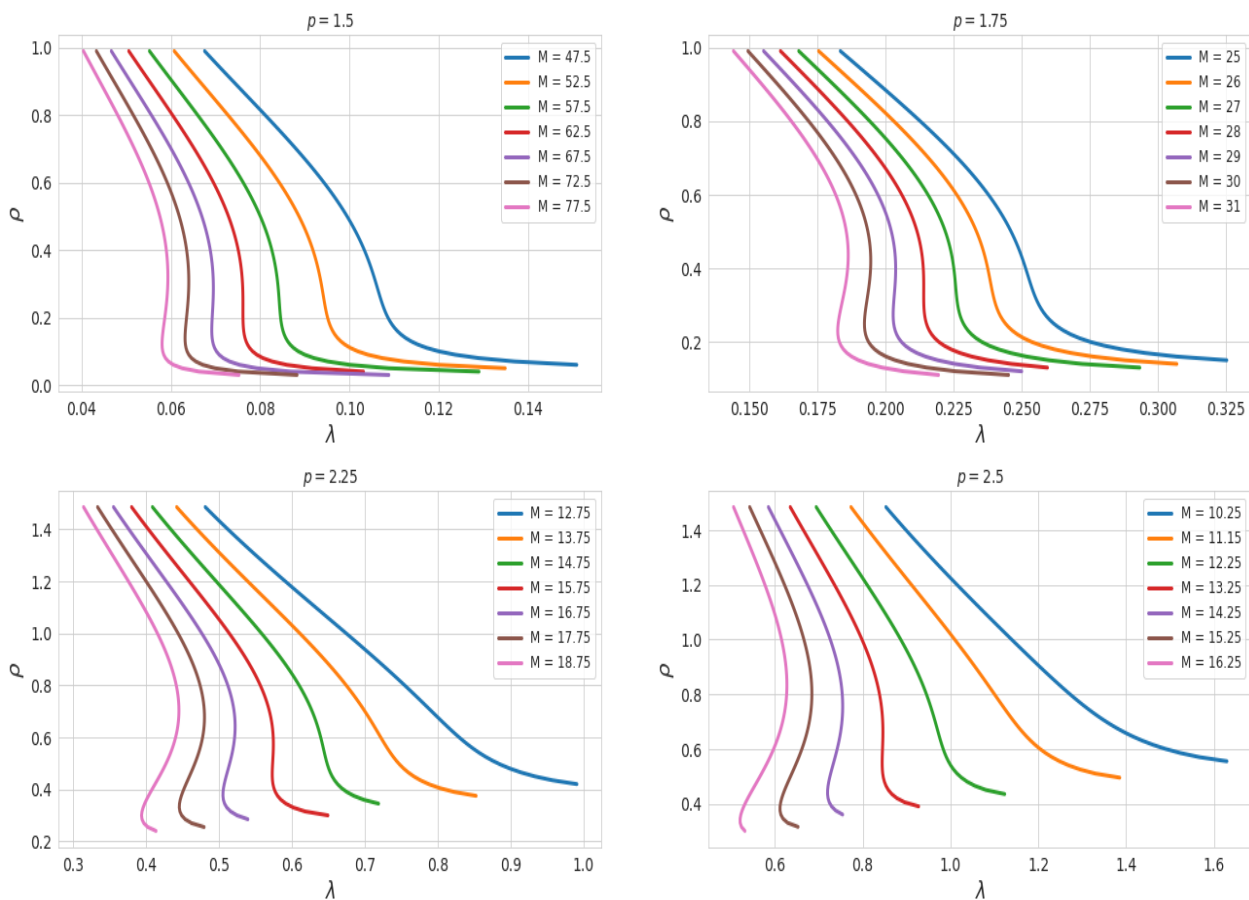 p = 1.5
1.0
0.8
0.6
0.4
0.2
0.0
ρ
0.04
0.06
0.08
0.10
0.12
0.14
λ
M = 47.5
M = 52.5
M = 57.5
M = 62.5
M = 67.5
M = 72.5
M = 77.5
p = 1.75
1.0
0.8
0.6
0.4
0.2
ρ
0.150
0.175
0.200
0.225
0.250
0.275
0.300
0.325
λ
M = 25
M = 26
M = 27
M = 28
M = 29
M = 30
M = 31
p = 2.25
1.4
1.2
1.0
0.8
0.6
0.4
0.2
ρ
0.3
0.4
0.5
0.6
0.7
0.8
0.9
1.0
λ
M = 12.75
M = 13.75
M = 14.75
M = 15.75
M = 16.75
M = 17.75
M = 18.75
p = 2.5
1.4
1.2
1.0
0.8
0.6
0.4
ρ
0.6
0.8
1.0
1.2
1.4
1.6
λ
M = 10.25
M = 11.15
M = 12.25
M = 13.25
M = 14.25
M = 15.25
M = 16.25